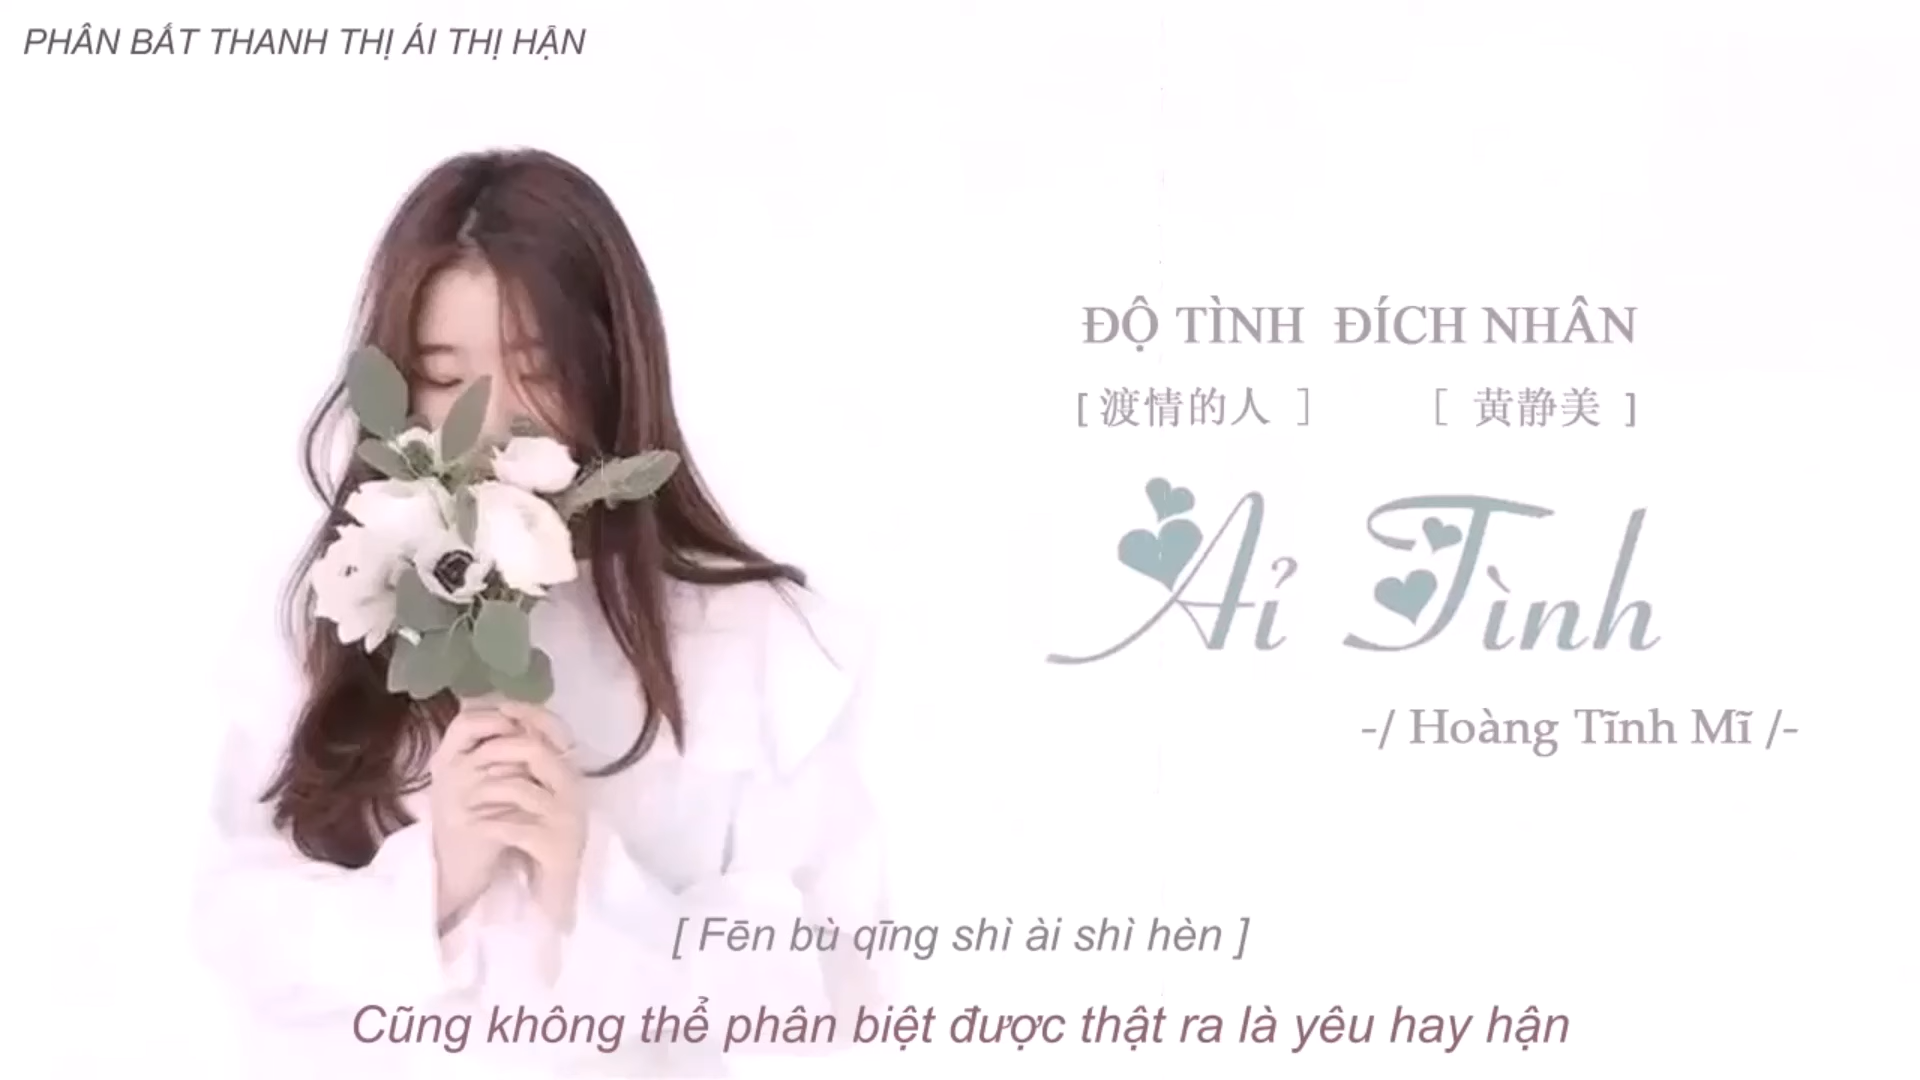 PHÂN BẤT THANH THỊ ÁI THỊ HẬN
ĐỘ TÌNH ĐÍCH NHÂN
[ 渡情的人 ] [ 黄静美 ]
Ải Tình
-/ Hoàng Tĩnh Mĩ /-
[ Fēn bù qīng shì ài shì hèn ]
Cũng không thể phân biệt được thật ra là yêu hay hận